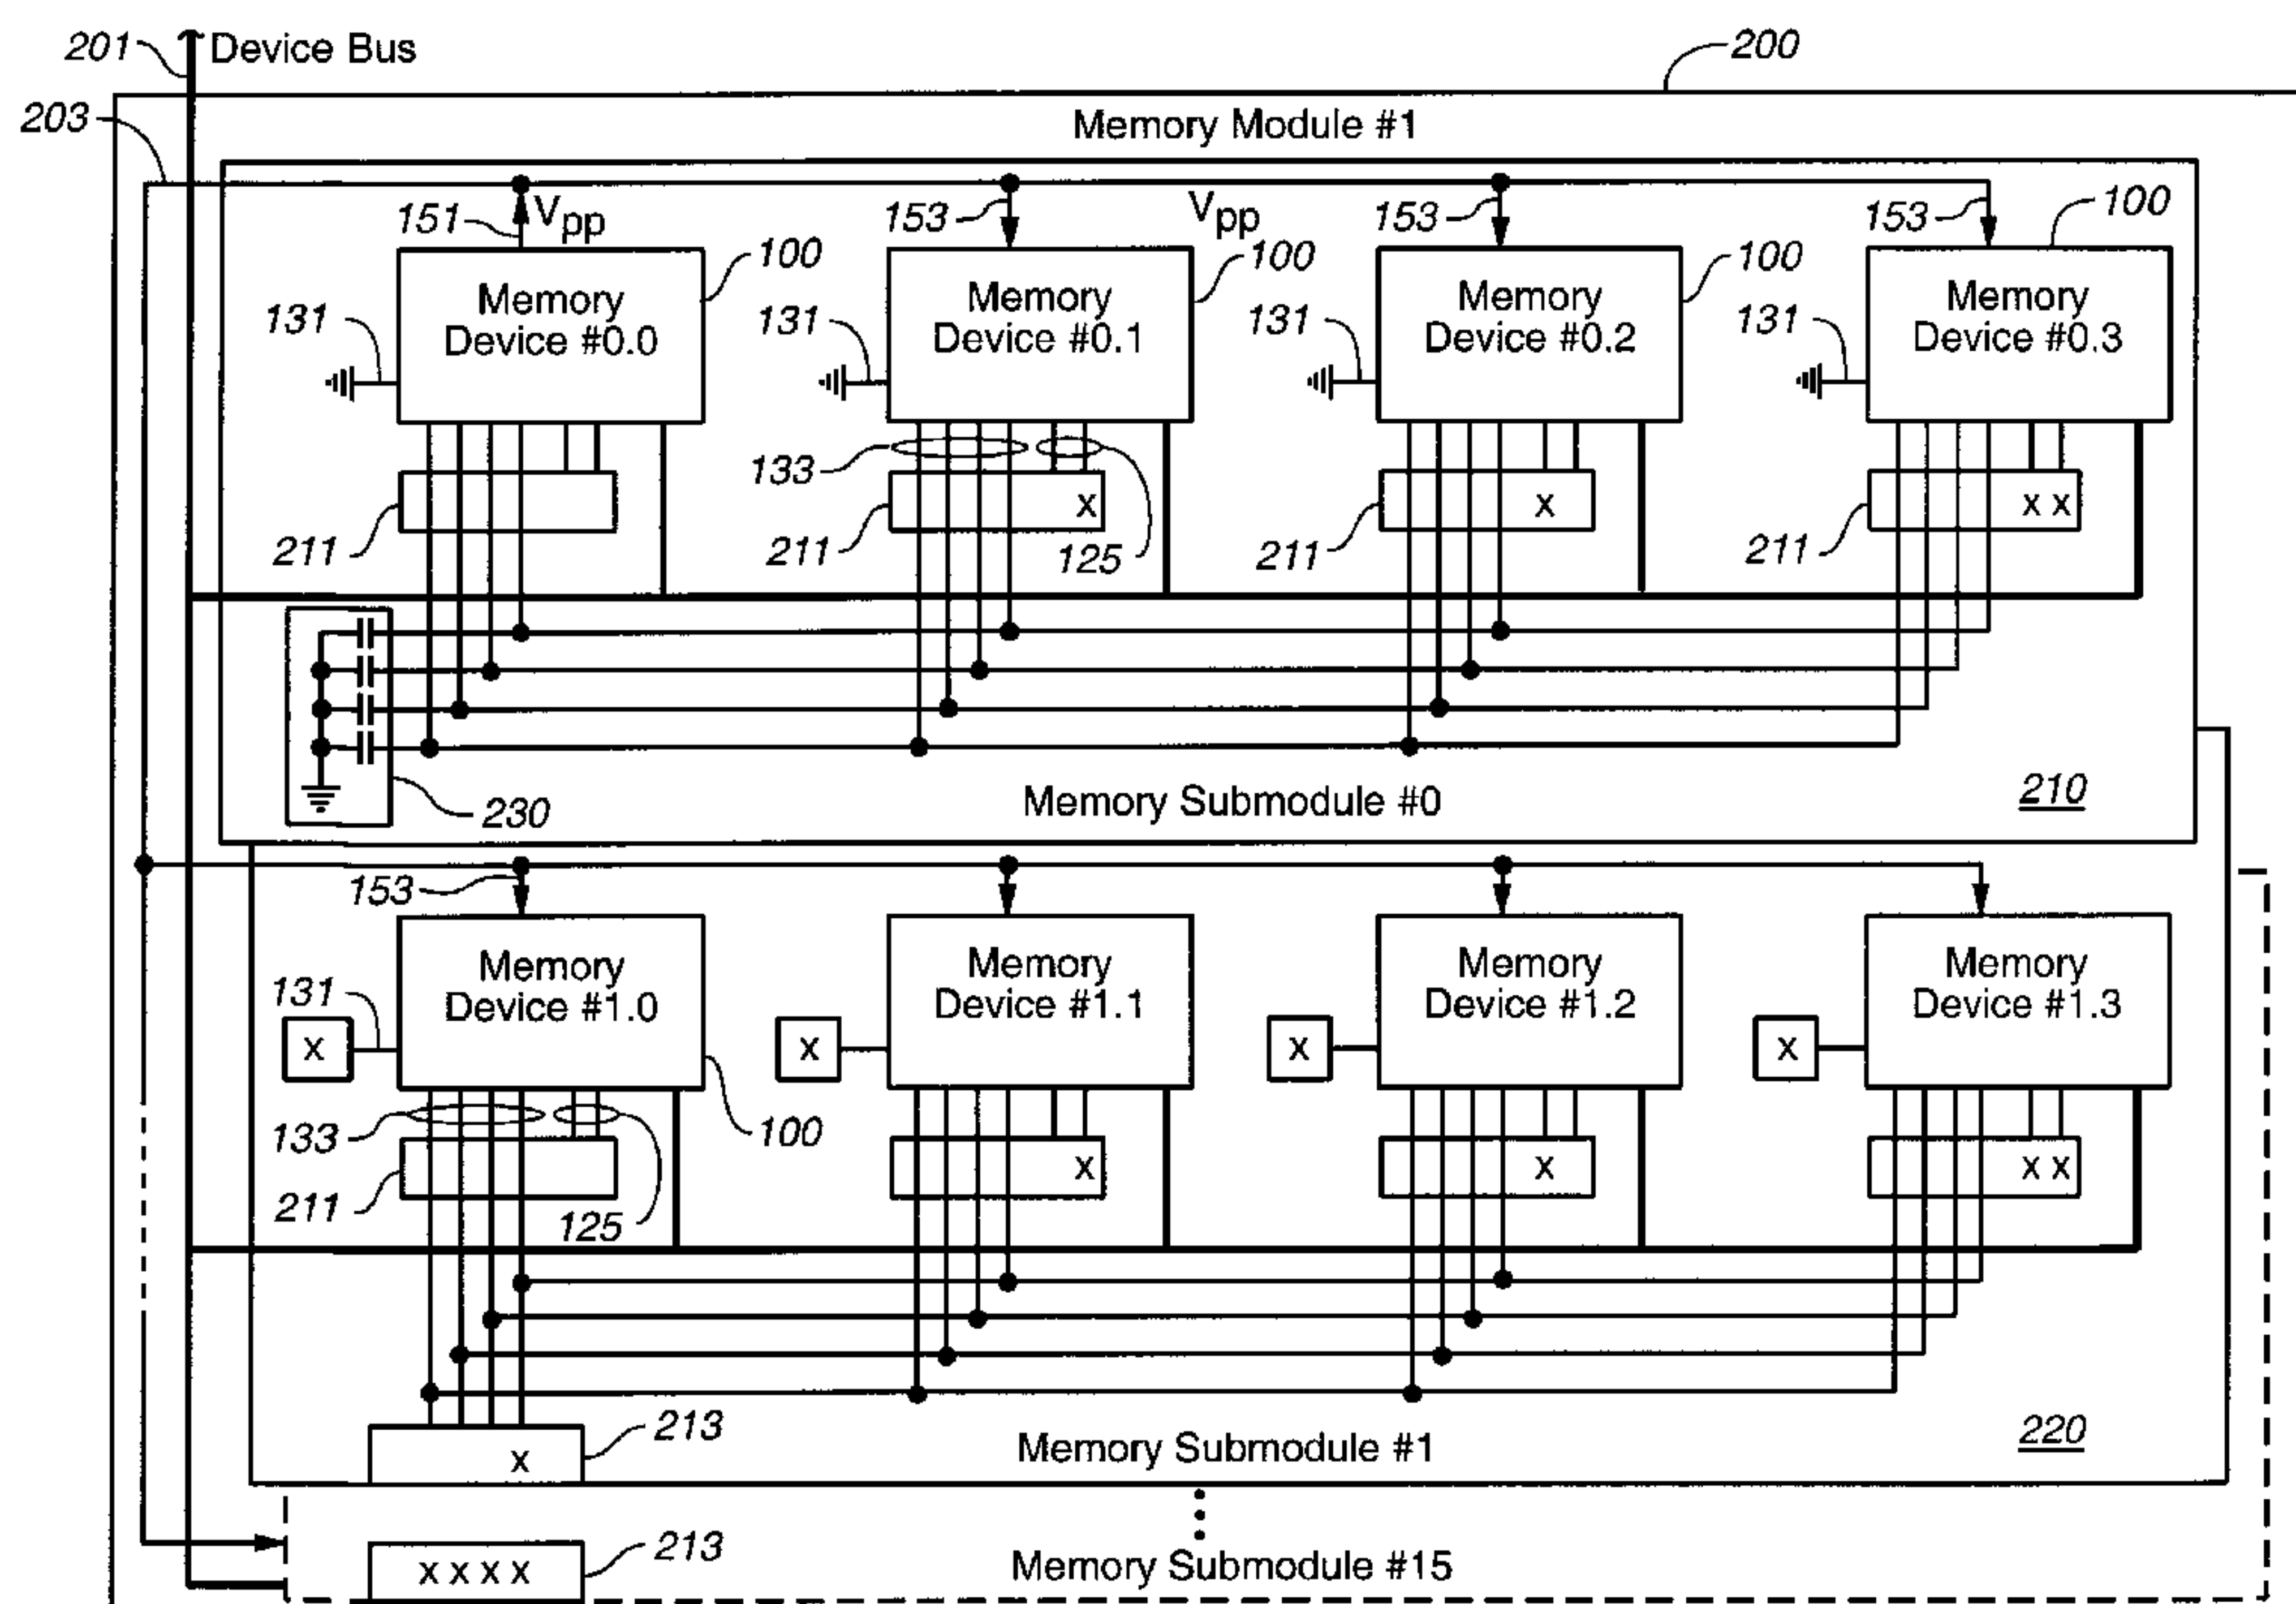 201 Device Bus
200
203
Memory Module #1
151 Vpp 153 Vpp 153 153 100
100 100 100
Memory Device #0.0
Memory Device #0.1
Memory Device #0.2
Memory Device #0.3
131 131 131 131
133
x x x x
211 211 125 211 211
230
Memory Submodule #0
210
153
Memory Device #1.0
Memory Device #1.1
Memory Device #1.2
Memory Device #1.3
131
x x x x
133 100
x x x x
211 125
213
x
Memory Submodule #1
220
213
x x x x
Memory Submodule #15